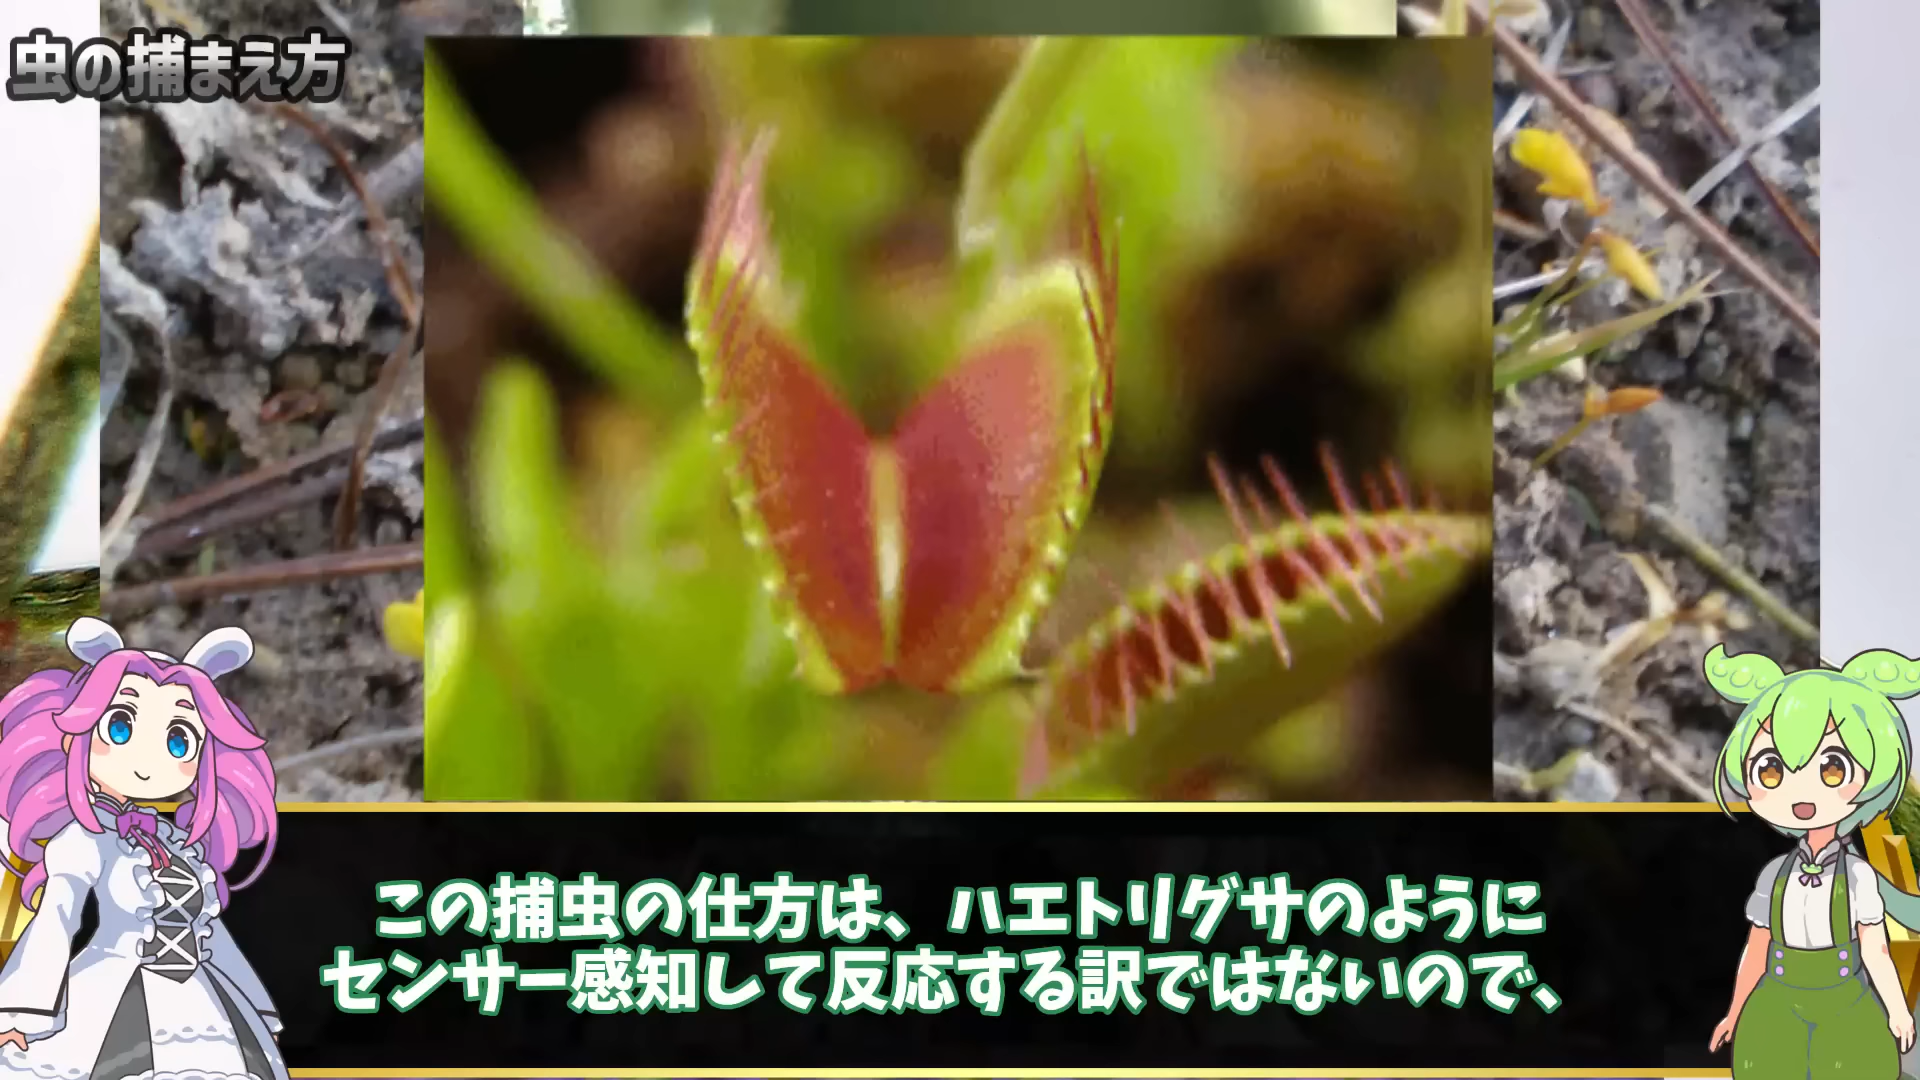 虫の捕まえ方
この捕虫の仕方は、ハエトリグサのように
センサー感知して反応する訳ではないので、